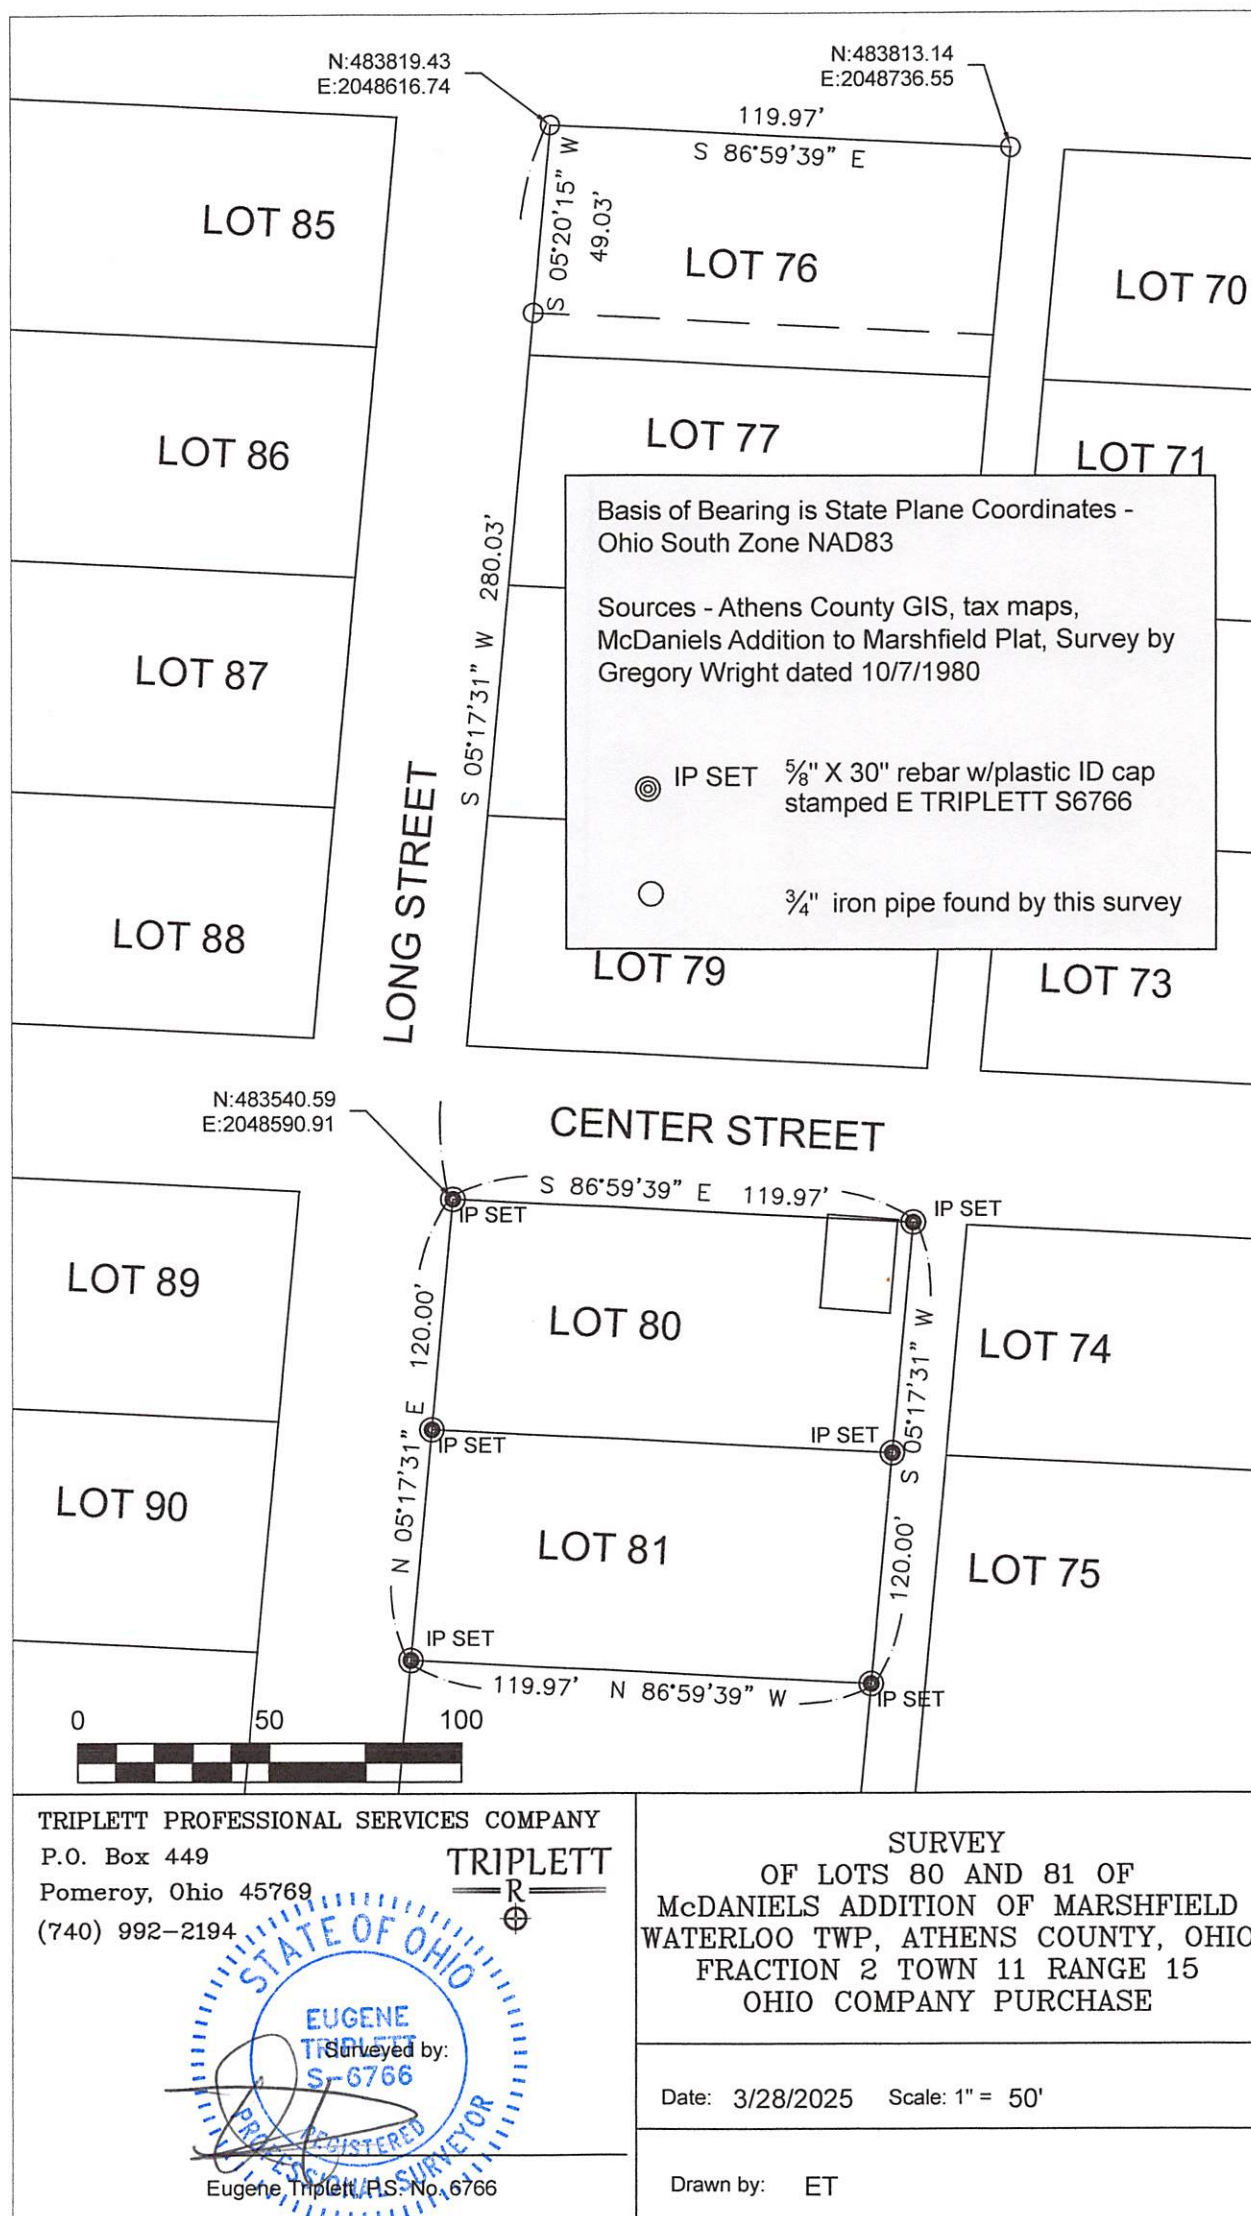 N:483819.43
E:2048616.74
N:483813.14
E:2048736.55
119.97'
S 86°59'39" E
S 05°20'15" W
49.03'
LOT 85
LOT 76
LOT 70
LOT 86
LOT 77
LOT 71
S 05°17'31" W 280.03'
Basis of Bearing is State Plane Coordinates -
Ohio South Zone NAD83
Sources - Athens County GIS, tax maps,
McDaniels Addition to Marshfield Plat, Survey by
Gregory Wright dated 10/7/1980
IP SET
⅝" X 30" rebar w/plastic ID cap
stamped E TRIPLETT S6766
¾" iron pipe found by this survey
LOT 87
LONG STREET
LOT 88
LOT 79
LOT 73
N:483540.59
E:2048590.91
CENTER STREET
S 86°59'39" E 119.97'
IP SET
IP SET
LOT 89
LOT 80
LOT 74
N 05°17'31" E 120.00'
120.00' S 05°17'31" W
IP SET
IP SET
LOT 90
LOT 81
LOT 75
IP SET
119.97' N 86°59'39" W
IP SET
0 50 100
TRIPLETT PROFESSIONAL SERVICES COMPANY
P.O. Box 449
Pomeroy, Ohio 45769
(740) 992-2194
TRIPLETT
R
STATE OF OHIO
EUGENE
TRIPLETT
S-6766
REGISTERED
PROFESSIONAL SURVEYOR
Surveyed by:
Eugene Triplett, P.S. No. 6766
SURVEY
OF LOTS 80 AND 81 OF
McDANIELS ADDITION OF MARSHFIELD
WATERLOO TWP, ATHENS COUNTY, OHIO
FRACTION 2 TOWN 11 RANGE 15
OHIO COMPANY PURCHASE
Date: 3/28/2025 Scale: 1" = 50'
Drawn by: ET